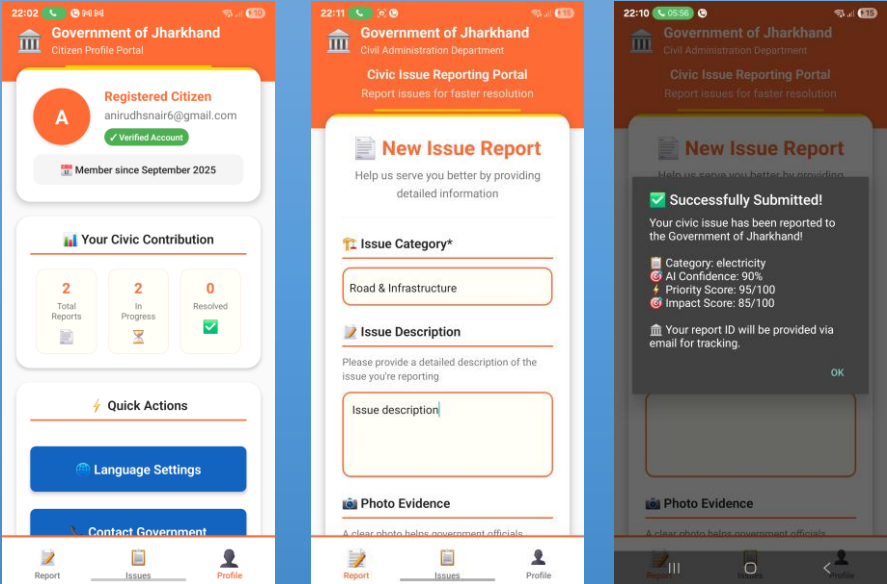 22:02
10
Government of Jharkhand
Citizen Profile Portal
A
Registered Citizen
anirudhsnair6@gmail.com
✓ Verified Account
Member since September 2025
Your Civic Contribution
2
Total
Reports
2
In
Progress
0
Resolved
Quick Actions
Language Settings
Contact Government
Report
Issues
Profile
22:11
15
Government of Jharkhand
Civil Administration Department
Civic Issue Reporting Portal
Report issues for faster resolution
New Issue Report
Help us serve you better by providing
detailed information
Issue Category*
Road & Infrastructure
Issue Description
Please provide a detailed description of the
issue you're reporting
Issue description
Photo Evidence
A clear photo helps government officials
Report
Issues
Profile
22:10
05:56
15
Government of Jharkhand
Civil Administration Department
Civic Issue Reporting Portal
Report issues for faster resolution
New Issue Report
Help us serve you better by providing
Successfully Submitted!
Your civic issue has been reported to
the Government of Jharkhand!
Category: electricity
AI Confidence: 90%
Priority Score: 95/100
Impact Score: 85/100
Your report ID will be provided via
email for tracking.
OK
Photo Evidence
A clear photo helps government officials
Report
Issues
Profile